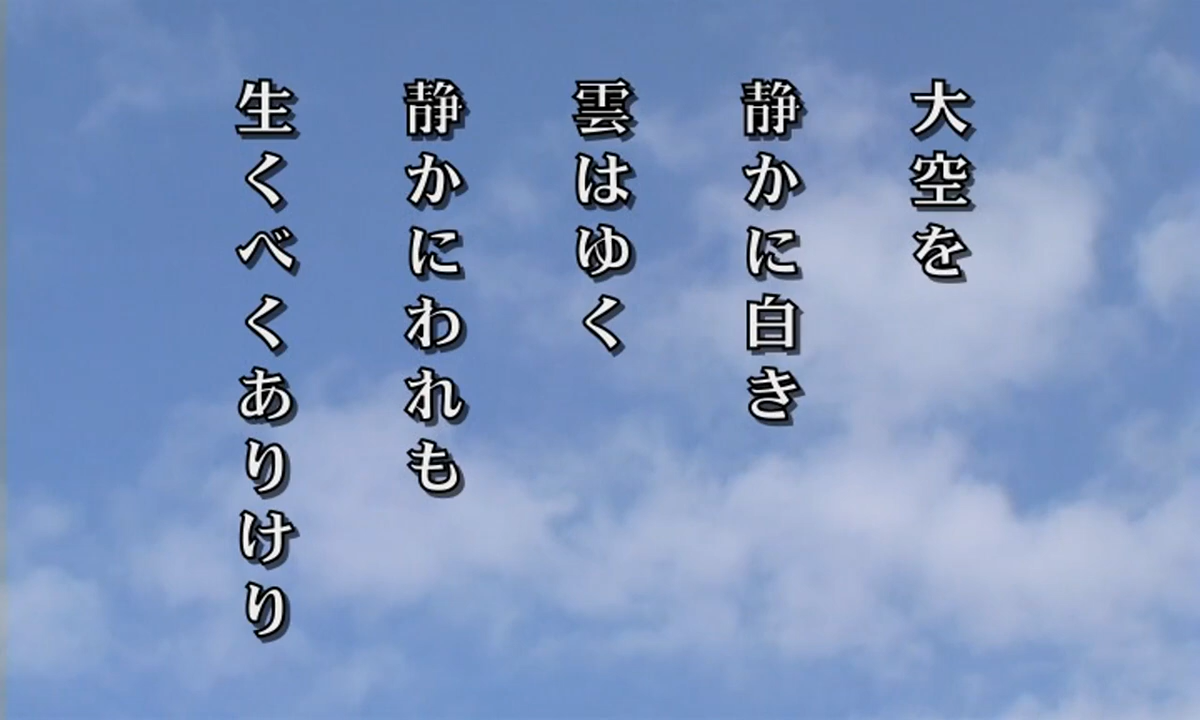 大空を
静かに白き
雲はゆく
静かにわれも
生くべくありけり